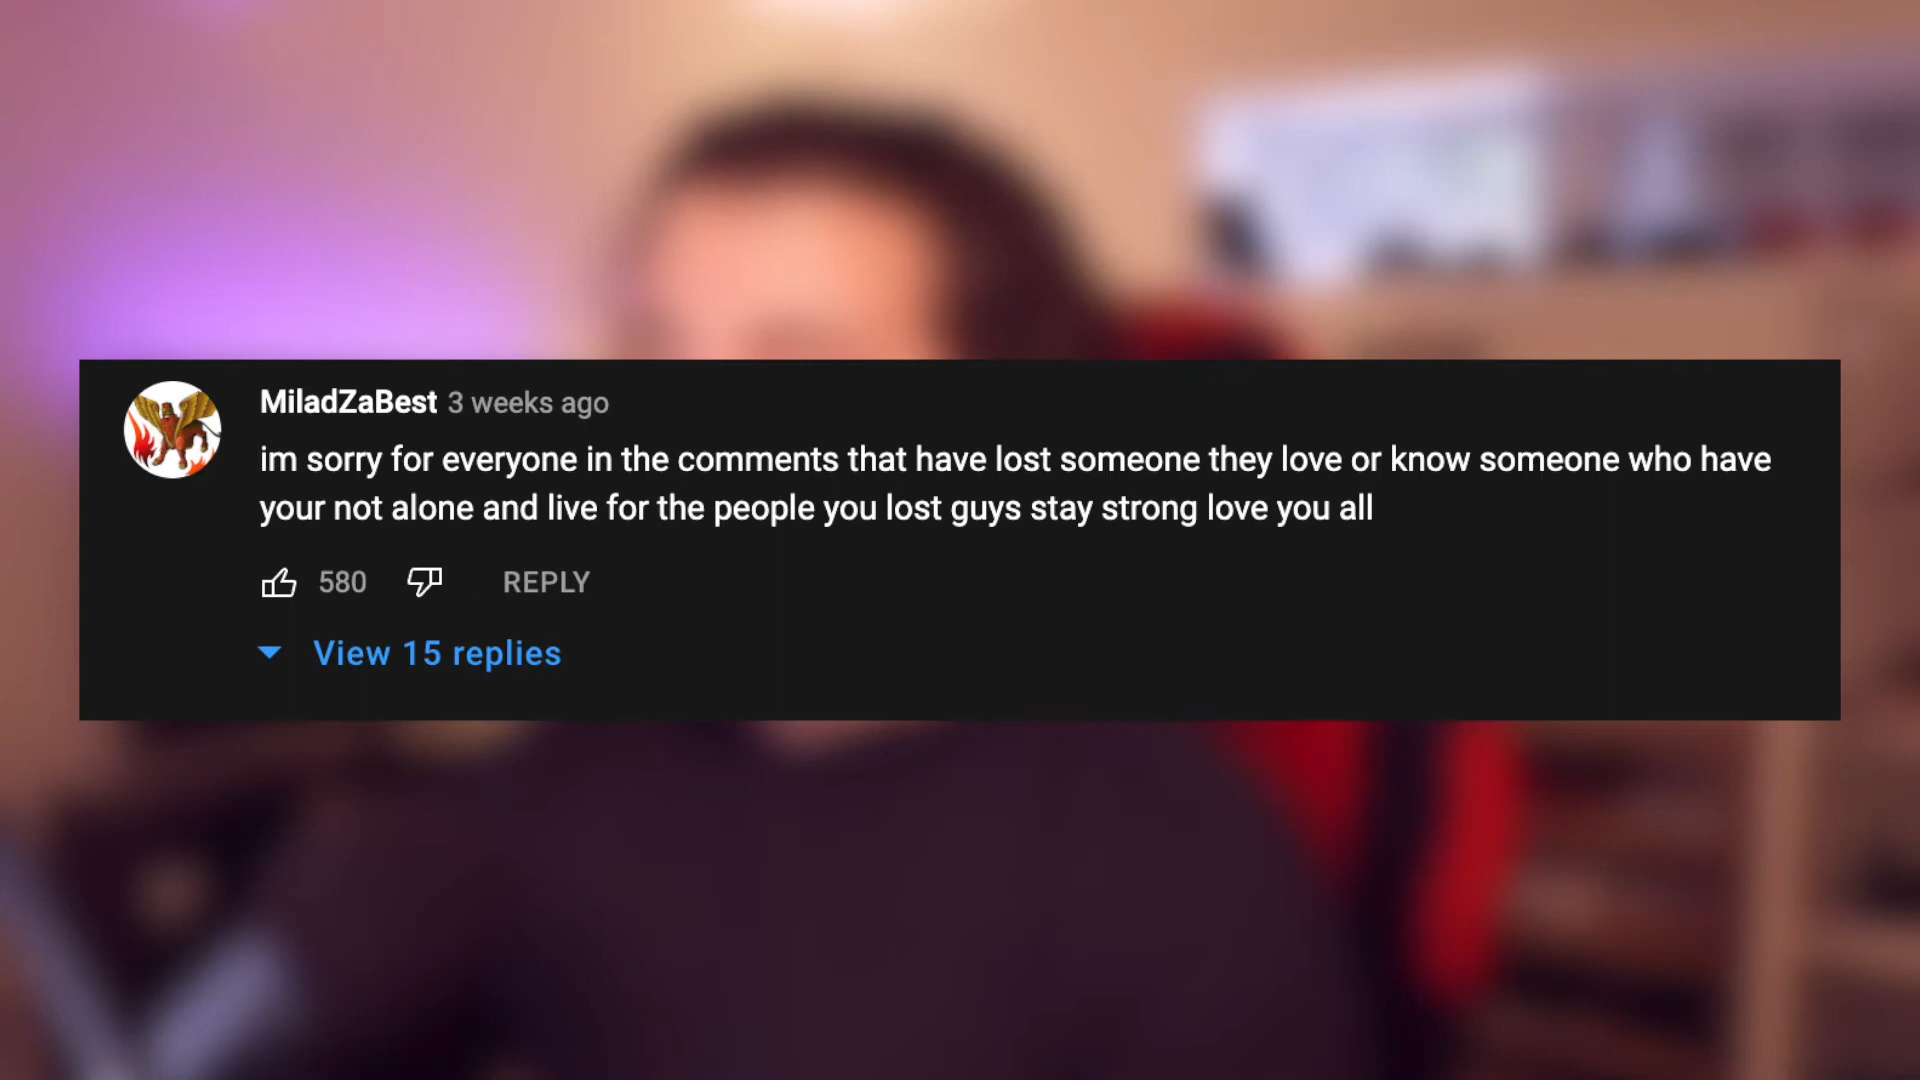 MiladZaBest 3 weeks ago
im sorry for everyone in the comments that have lost someone they love or know someone who have
your not alone and live for the people you lost guys stay strong love you all
580 REPLY
View 15 replies